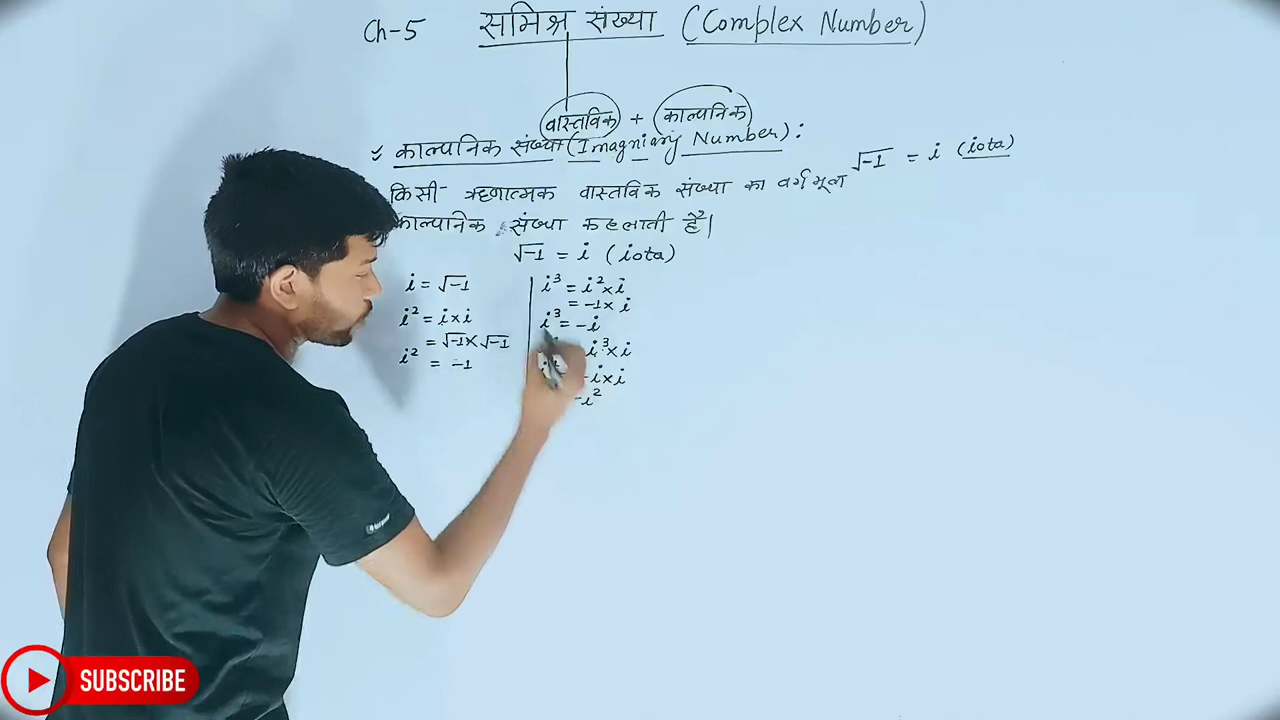 Ch-5 समिश्र संख्या (Complex Number)
वास्तविक + काल्पनिक
काल्पनिक संख्या (Imagniary Number) :
√-1 = i (iota)
किसी ऋणात्मक वास्तविक संख्या का वर्गमूल
काल्पनिक संख्या कहलाती है।
√-1 = i (iota)
i = √-1
i² = i×i
= √-1 × √-1
i² = -1
i³ = i²×i
= -1× i
i³ = -i
i³×i
-i×i
-i²
SUBSCRIBE